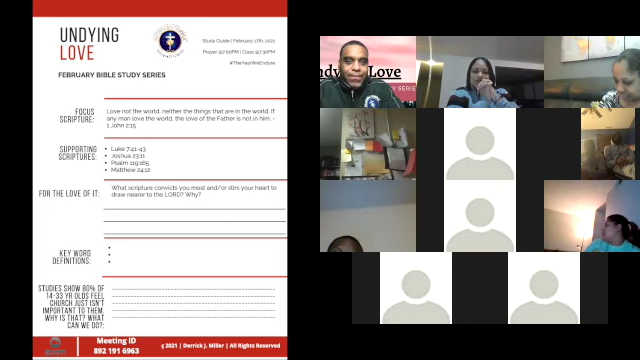 UNDYING
LOVE
Study Guide | February 17th, 2021
Prayer @7:00PM | Class @7:30PM
#TheYearWeEndure
FEBRUARY BIBLE STUDY SERIES
FOCUS
SCRIPTURE:
Love not the world, neither the things that are in the world. If
any man love the world, the love of the Father is not in him. -
1 John 2:15
SUPPORTING
SCRIPTURES:
• Luke 7:41-43
• Joshua 23:11
• Psalm 119:165
• Matthew 24:12
FOR THE LOVE OF IT:
What scripture convicts you most and/or stirs your heart to
draw nearer to the LORD? Why?
KEY WORD
DEFINITIONS:
STUDIES SHOW 80% OF
14-33 YR OLDS FEEL
CHURCH JUST ISN'T
IMPORTANT TO THEM.
WHY IS THAT? WHAT
CAN WE DO?:
zoom
Meeting ID
892 191 6963
© 2021 | Derrick J. Miller | All Rights Reserved
Love